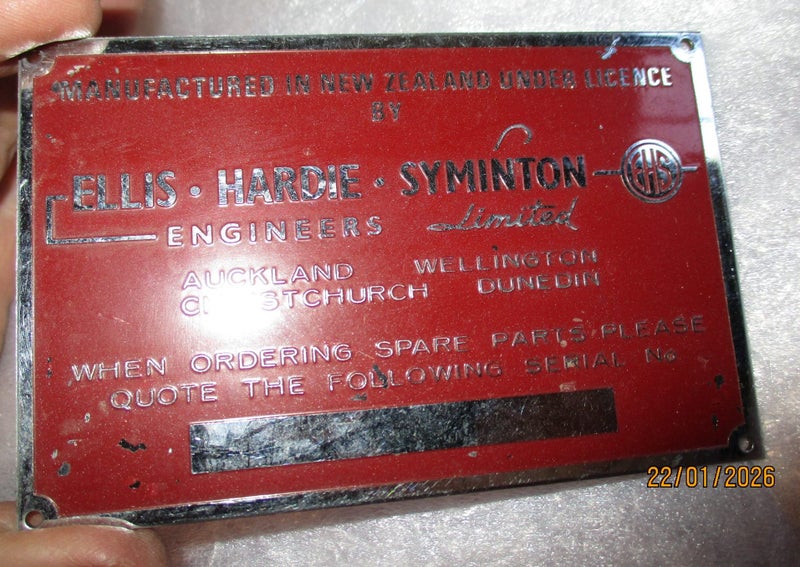 MANUFACTURED IN NEW ZEALAND UNDER LICENCE
BY
ELLIS · HARDIE · SYMINTON EHS
ENGINEERS Limited
AUCKLAND WELLINGTON
CHRISTCHURCH DUNEDIN
WHEN ORDERING SPARE PARTS PLEASE
QUOTE THE FOLLOWING SERIAL No
22/01/2026